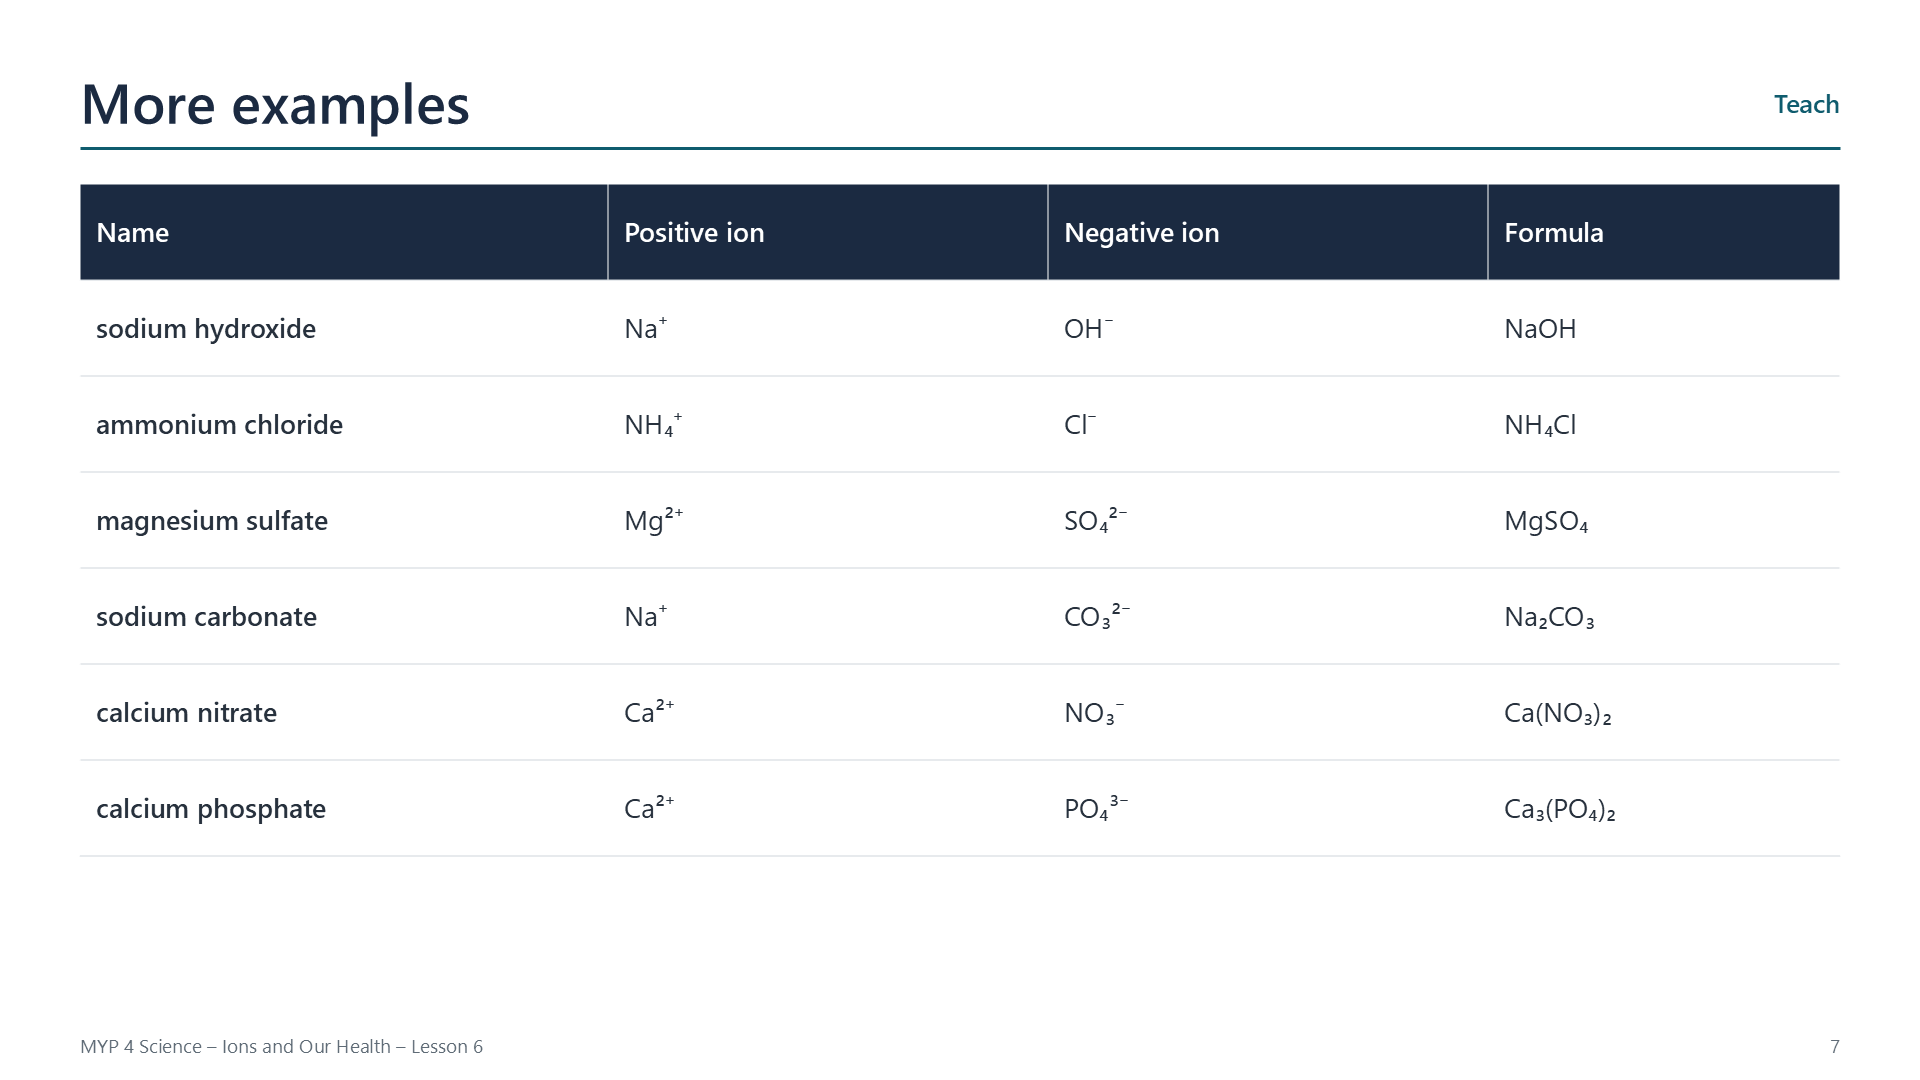 More examples
Teach
Name Positive ion Negative ion Formula
sodium hydroxide Na⁺ OH⁻ NaOH
ammonium chloride NH₄⁺ Cl⁻ NH₄Cl
magnesium sulfate Mg²⁺ SO₄²⁻ MgSO₄
sodium carbonate Na⁺ CO₃²⁻ Na₂CO₃
calcium nitrate Ca²⁺ NO₃⁻ Ca(NO₃)₂
calcium phosphate Ca²⁺ PO₄³⁻ Ca₃(PO₄)₂
MYP 4 Science – Ions and Our Health – Lesson 6
7